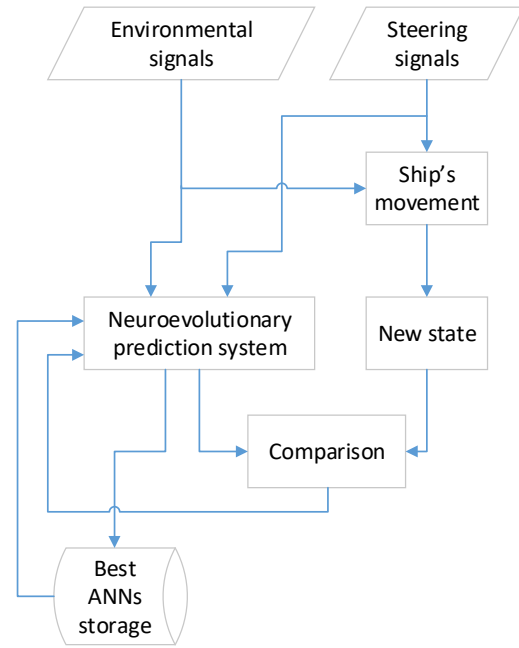 Environmental
signals
Steering
signals
Ship's
movement
Neuroevolutionary
prediction system
New state
Comparison
Best
ANNs
storage